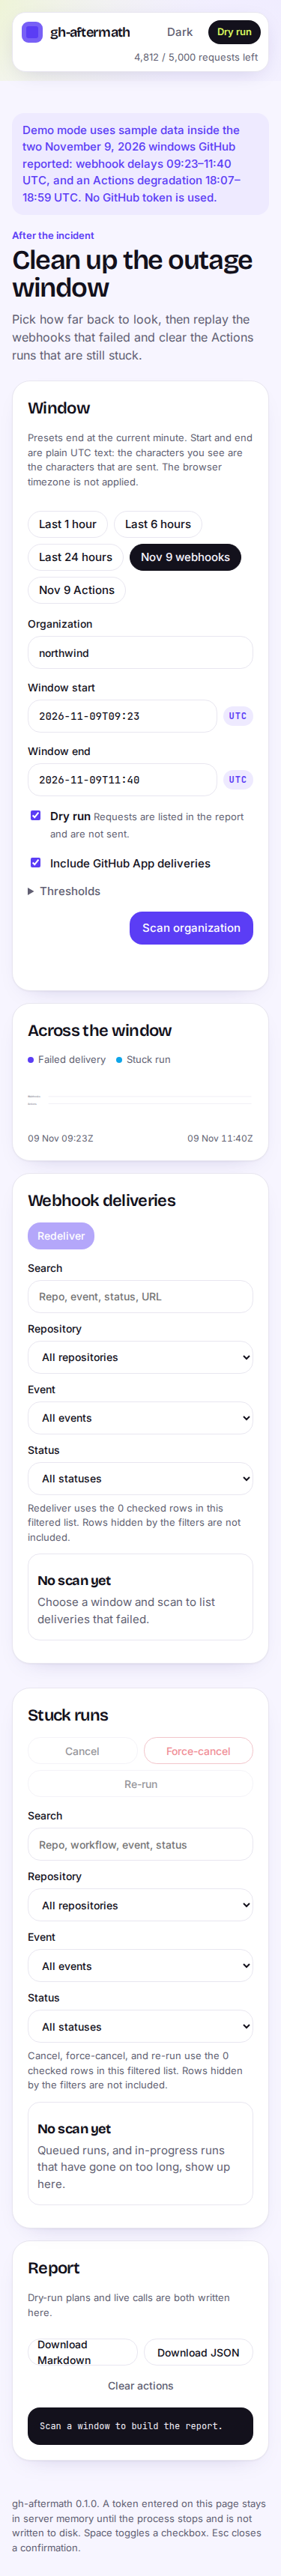 gh-aftermath
Dark
Dry run
4,812 / 5,000 requests left
Demo mode uses sample data inside the
two November 9, 2026 windows GitHub
reported: webhook delays 09:23–11:40
UTC, and an Actions degradation 18:07–
18:59 UTC. No GitHub token is used.
After the incident
Clean up the outage
window
Pick how far back to look, then replay the
webhooks that failed and clear the Actions
runs that are still stuck.
Window
Presets end at the current minute. Start and end
are plain UTC text: the characters you see are
the characters that are sent. The browser
timezone is not applied.
Last 1 hour
Last 6 hours
Last 24 hours
Nov 9 webhooks
Nov 9 Actions
Organization
northwind
Window start
2026-11-09T09:23
UTC
Window end
2026-11-09T11:40
UTC
Dry run Requests are listed in the report
and are not sent.
Include GitHub App deliveries
Thresholds
Scan organization
Across the window
Failed delivery
Stuck run
09 Nov 09:23Z
09 Nov 11:40Z
Webhook deliveries
Redeliver
Search
Repo, event, status, URL
Repository
All repositories
Event
All events
Status
All statuses
Redeliver uses the 0 checked rows in this
filtered list. Rows hidden by the filters are not
included.
No scan yet
Choose a window and scan to list
deliveries that failed.
Stuck runs
Cancel
Force-cancel
Re-run
Search
Repo, workflow, event, status
Repository
All repositories
Event
All events
Status
All statuses
Cancel, force-cancel, and re-run use the 0
checked rows in this filtered list. Rows hidden
by the filters are not included.
No scan yet
Queued runs, and in-progress runs
that have gone on too long, show up
here.
Report
Dry-run plans and live calls are both written
here.
Download
Markdown
Download JSON
Clear actions
Scan a window to build the report.
gh-aftermath 0.1.0. A token entered on this page stays
in server memory until the process stops and is not
written to disk. Space toggles a checkbox. Esc closes
a confirmation.